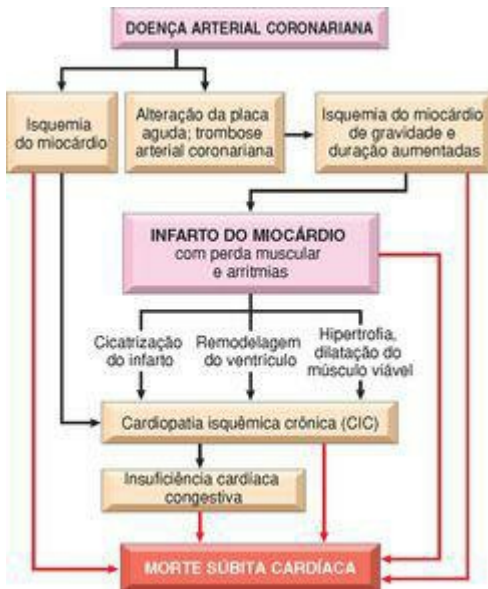 DOENÇA ARTERIAL CORONARIANA
Isquemia
do miocárdio
Alteração da placa
aguda; trombose
arterial coronariana
Isquemia do miocárdio
de gravidade e
duração aumentadas
INFARTO DO MIOCÁRDIO
com perda muscular
e arritmias
Cicatrização
do infarto
Remodelagem
do ventrículo
Hipertrofia,
dilatação do
músculo viável
Cardiopatia isquêmica crônica (CIC)
Insuficiência cardíaca
congestiva
MORTE SÚBITA CARDÍACA